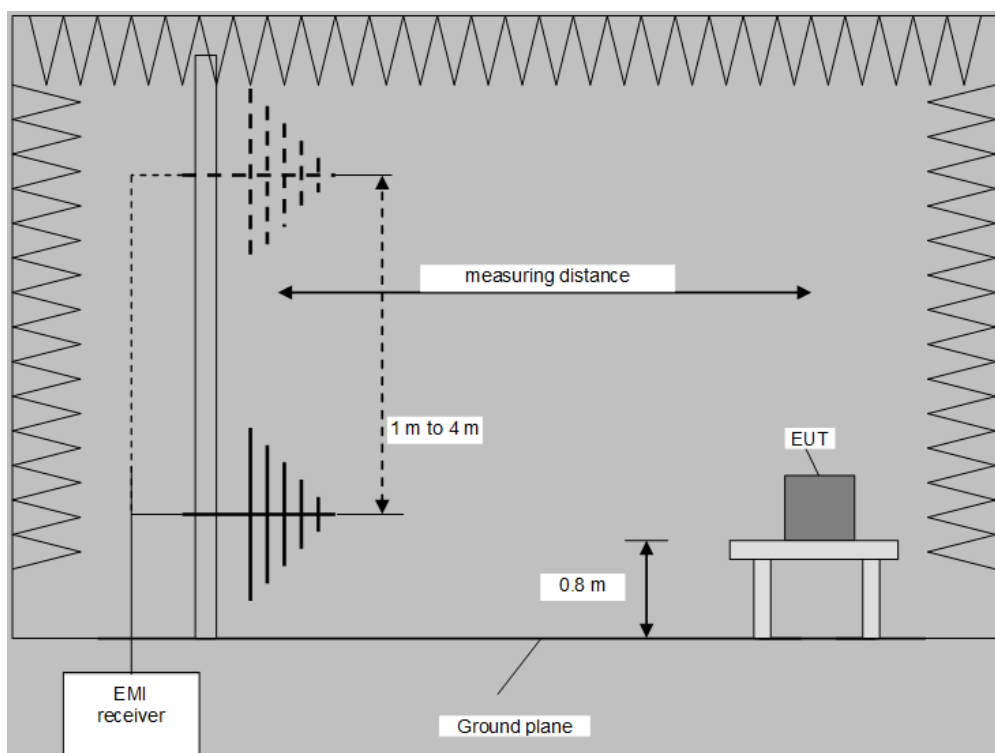 measuring distance
1 m to 4 m
EUT
0.8 m
EMI
receiver
Ground plane